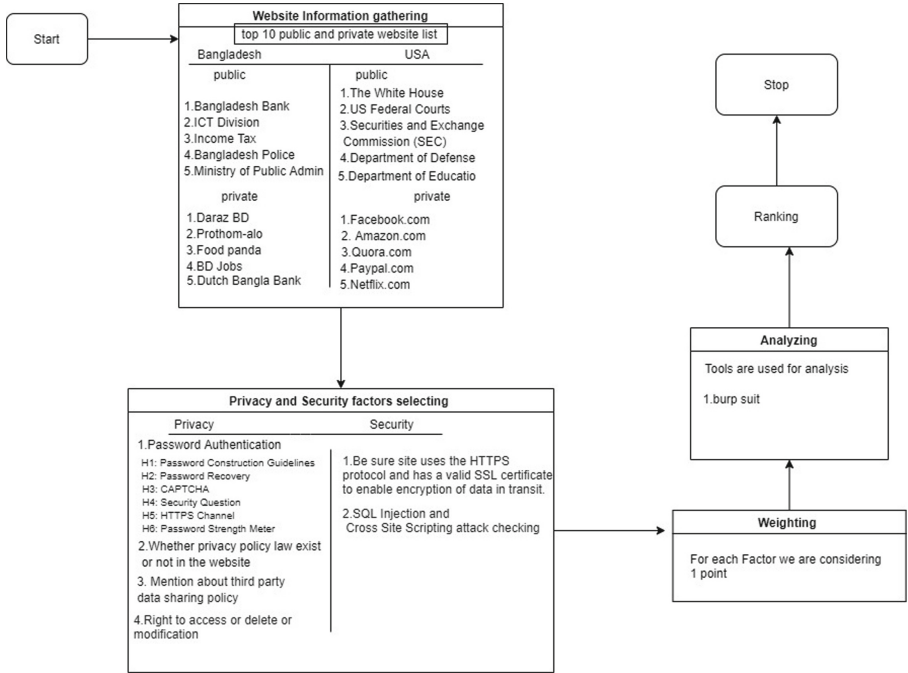 Start
Website Information gathering
top 10 public and private website list
Bangladesh
USA
public
1.Bangladesh Bank
2.ICT Division
3.Income Tax
4.Bangladesh Police
5.Ministry of Public Admin
private
1.Daraz BD
2.Prothom-alo
3.Food panda
4.BD Jobs
5.Dutch Bangla Bank
public
1.The White House
2.US Federal Courts
3.Securities and Exchange
Commission (SEC)
4.Department of Defense
5.Department of Educatio
private
1.Facebook.com
2. Amazon.com
3.Quora.com
4.Paypal.com
5.Netflix.com
Privacy and Security factors selecting
Privacy
1.Password Authentication
H1: Password Construction Guidelines
H2: Password Recovery
H3: CAPTCHA
H4: Security Question
H5: HTTPS Channel
H6: Password Strength Meter
2.Whether privacy policy law exist
or not in the website
3. Mention about third party
data sharing policy
4.Right to access or delete or
modification
Security
1.Be sure site uses the HTTPS
protocol and has a valid SSL certificate
to enable encryption of data in transit.
2.SQL Injection and
Cross Site Scripting attack checking
Weighting
For each Factor we are considering
1 point
Analyzing
Tools are used for analysis
1.burp suit
Ranking
Stop